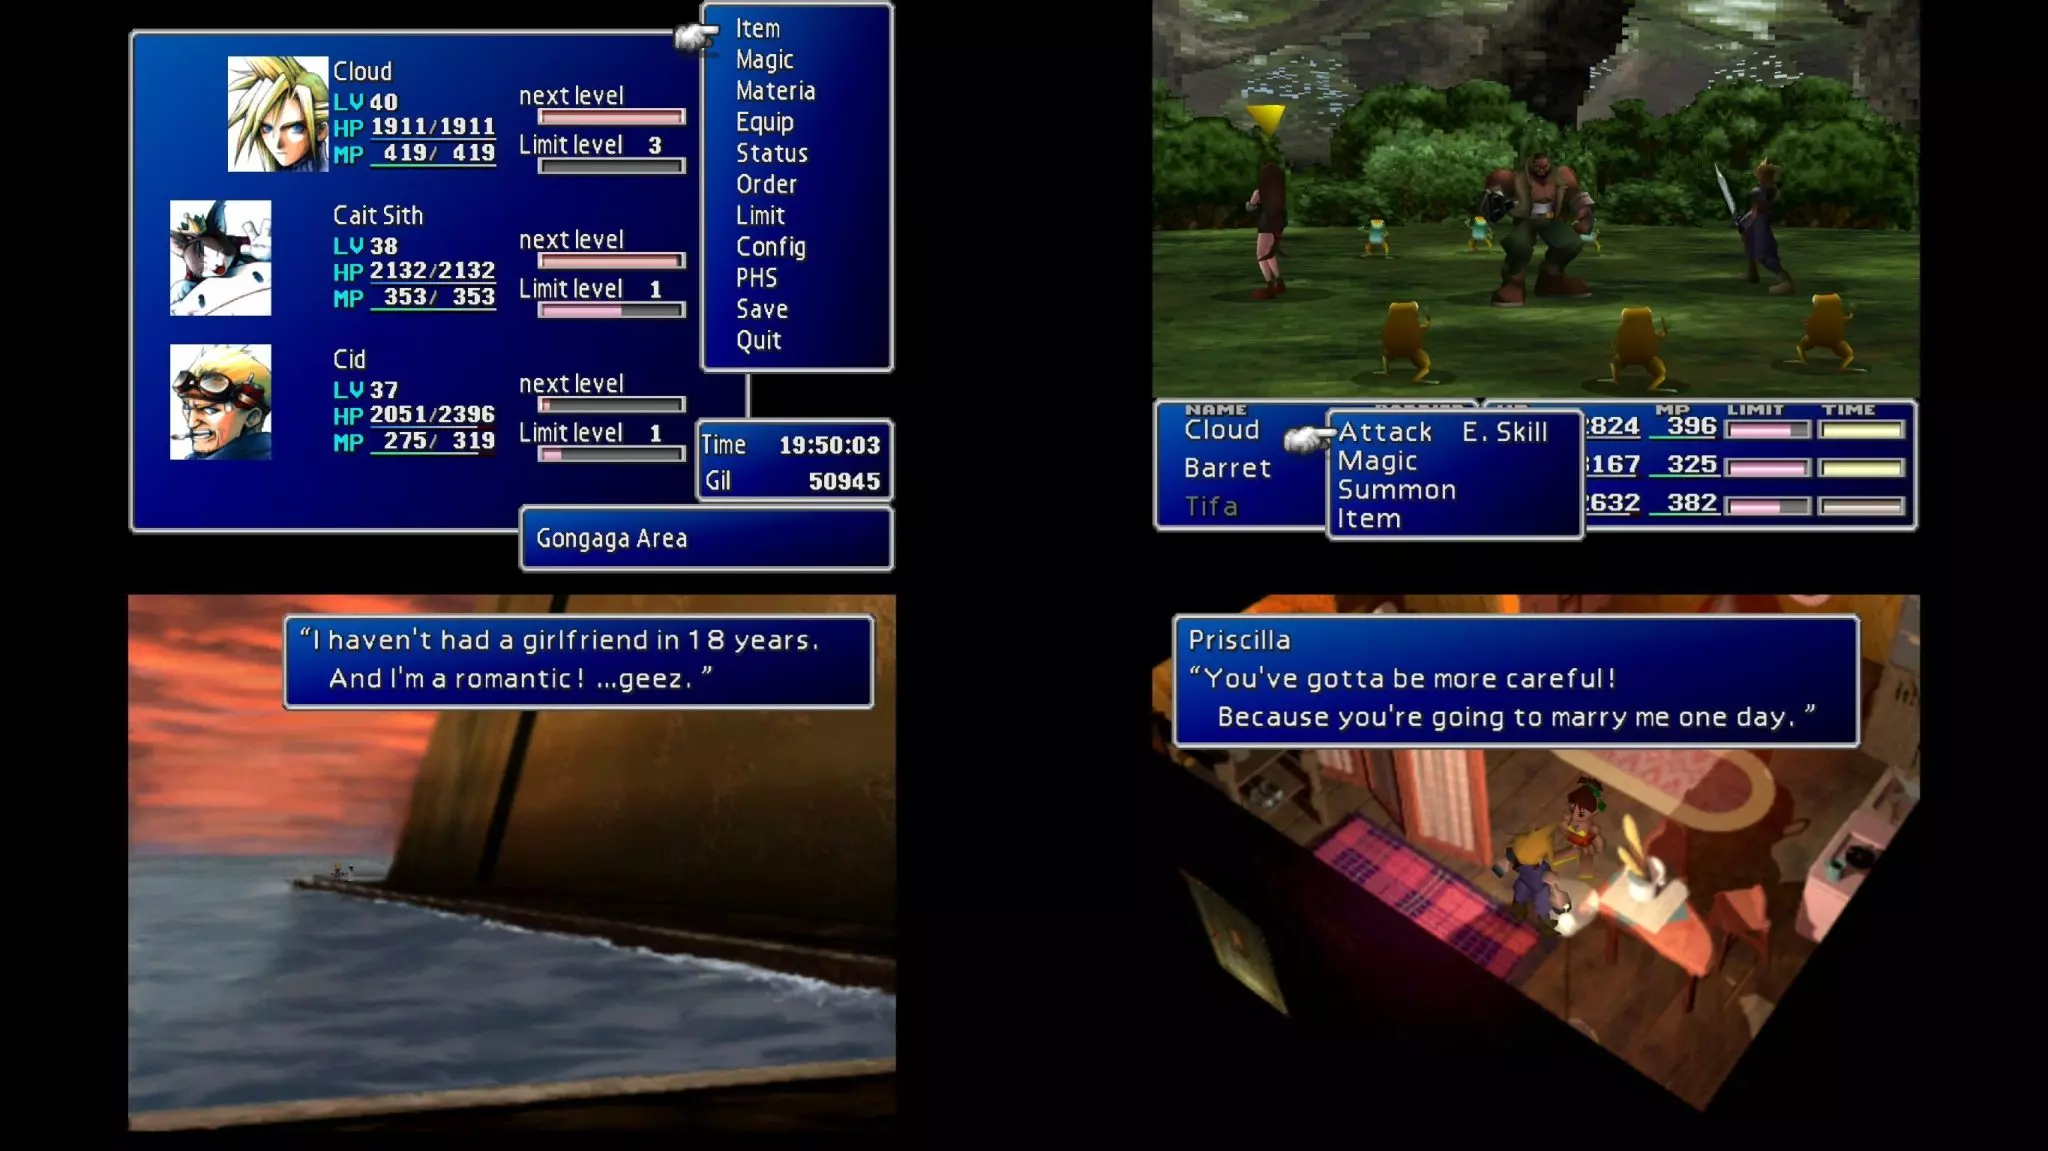 Item
Magic
Materia
Equip
Status
Order
Limit
Config
PHS
Save
Quit
Cloud
LV 40
HP 1911/1911
MP 419/ 419
next level
Limit level 3
Cait Sith
LV 38
HP 2132/2132
MP 353/ 353
next level
Limit level 1
Cid
LV 37
HP 2051/2396
MP 275/ 319
next level
Limit level 1
Time 19:50:03
Gil 50945
Gongaga Area
NAME MP LIMIT TIME
Cloud 396
Barret 325
Tifa 382
Attack E. Skill
Magic
Summon
Item
“I haven't had a girlfriend in 18 years.
And I'm a romantic! ...geez. ”
Priscilla
“You've gotta be more careful!
Because you're going to marry me one day. ”